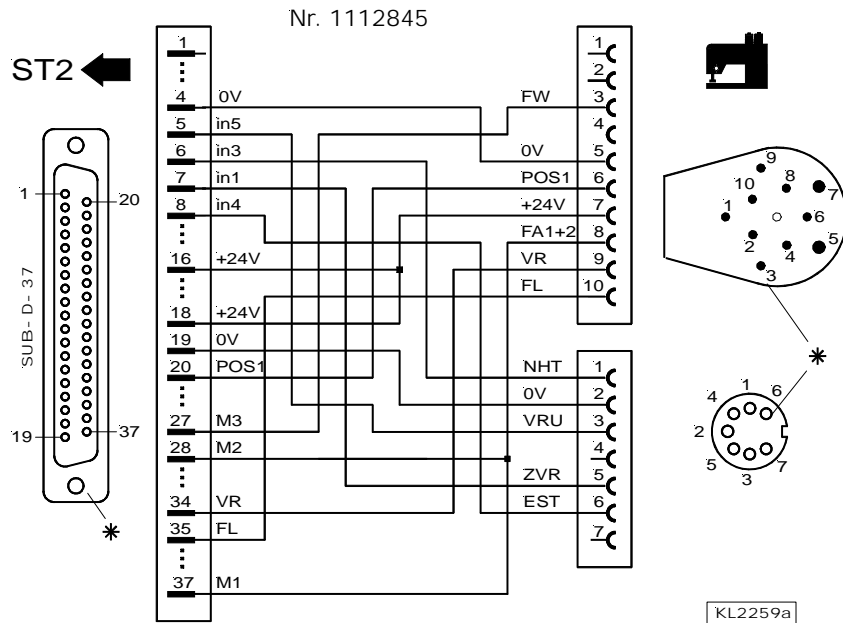 Nr. 1112845
ST2
1
4 0V
5 in5
6 in3
7 in1
8 in4
16 +24V
18 +24V
19 0V
20 POS1
27 M3
28 M2
34 VR
35 FL
37 M1
1
2
FW 3
4
0V 5
POS1 6
+24V 7
FA1+2 8
VR 9
FL 10
NHT 1
0V 2
VRU 3
4
ZVR 5
EST 6
7
1
20
SUB-D-37
19
37
9
8
10
7
1
6
2
4
5
3
1
4
6
2
5
7
3
KL2259a